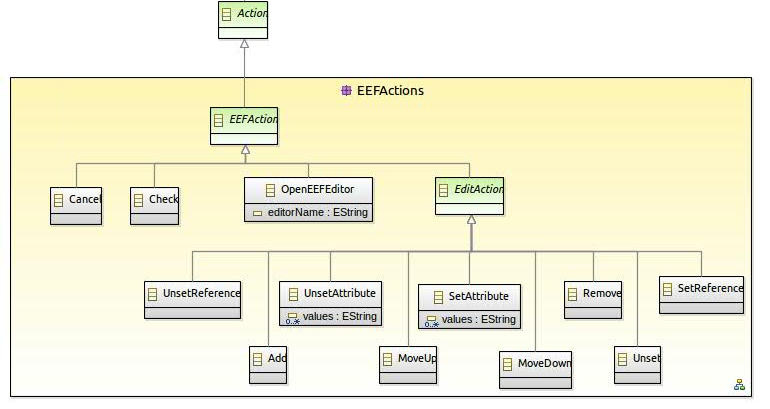 Action
EEFActions
EEFAction
Cancel
Check
OpenEEFEditor
editorName : EString
EditAction
UnsetReference
UnsetAttribute
0..*
values : EString
SetAttribute
0..*
values : EString
Remove
SetReference
Add
MoveUp
MoveDown
Unset